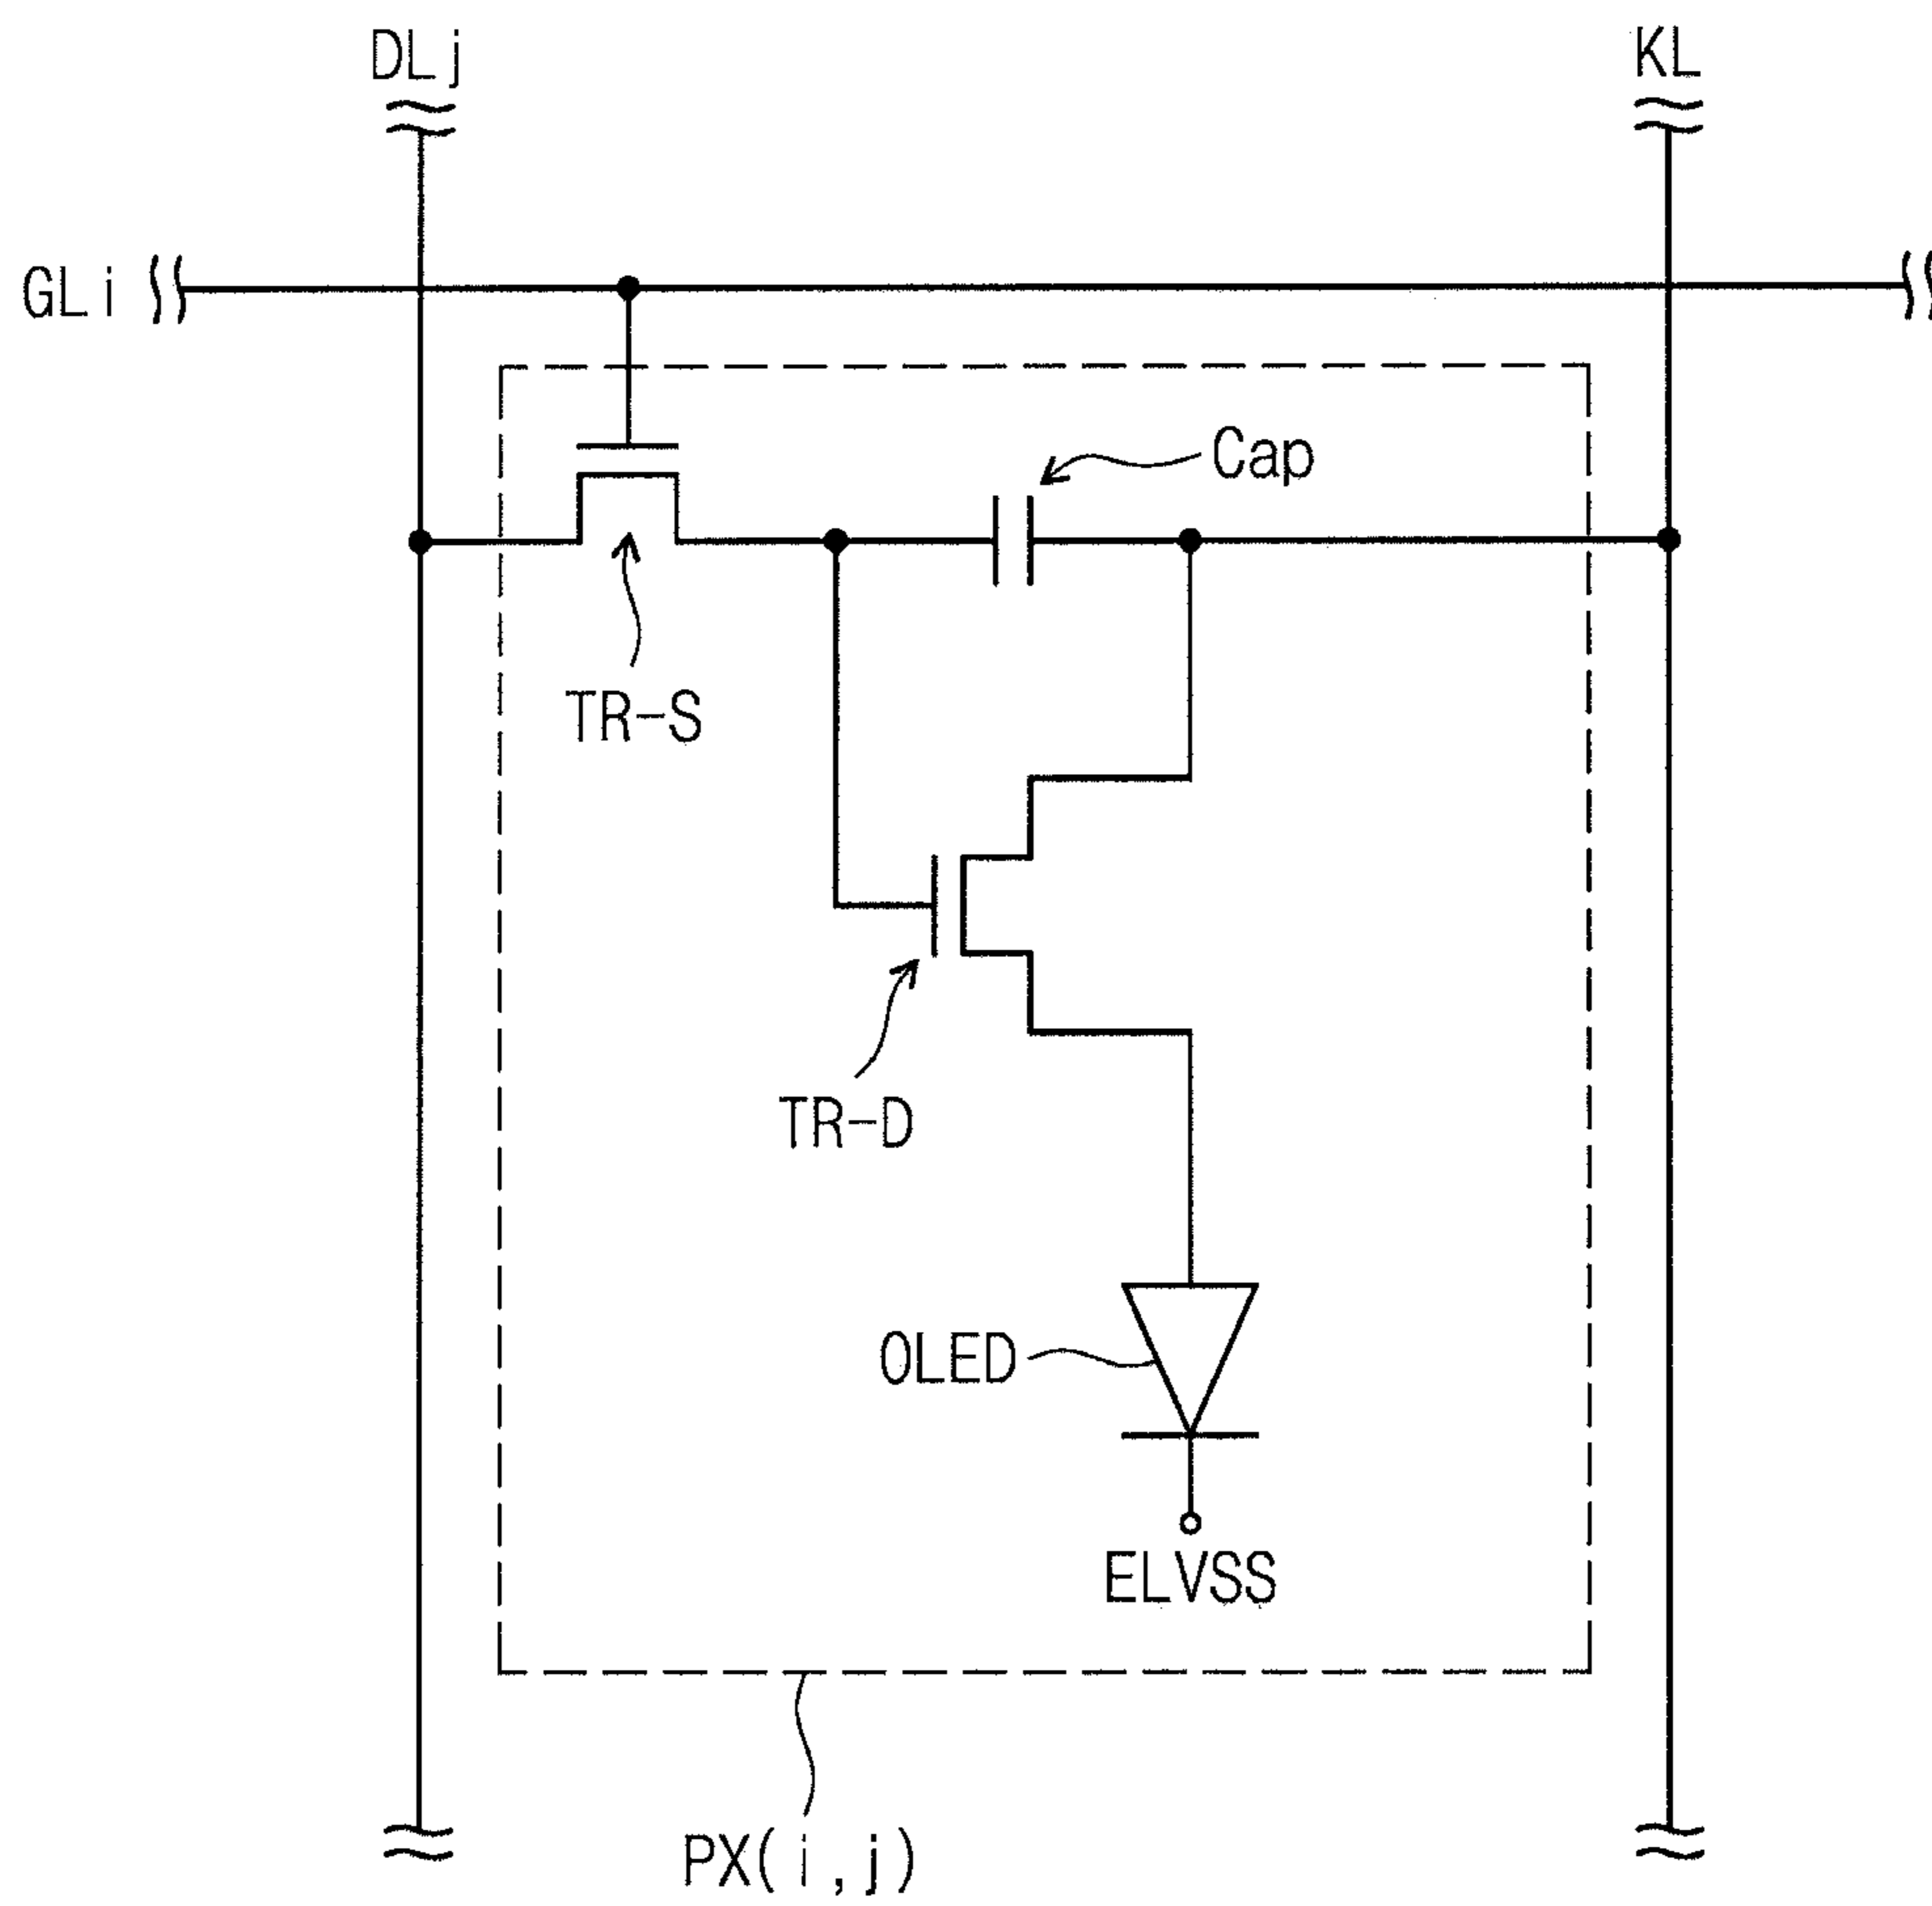 DLj
KL
GLi
Cap
TR-S
TR-D
OLED
ELVSS
PX(i,j)